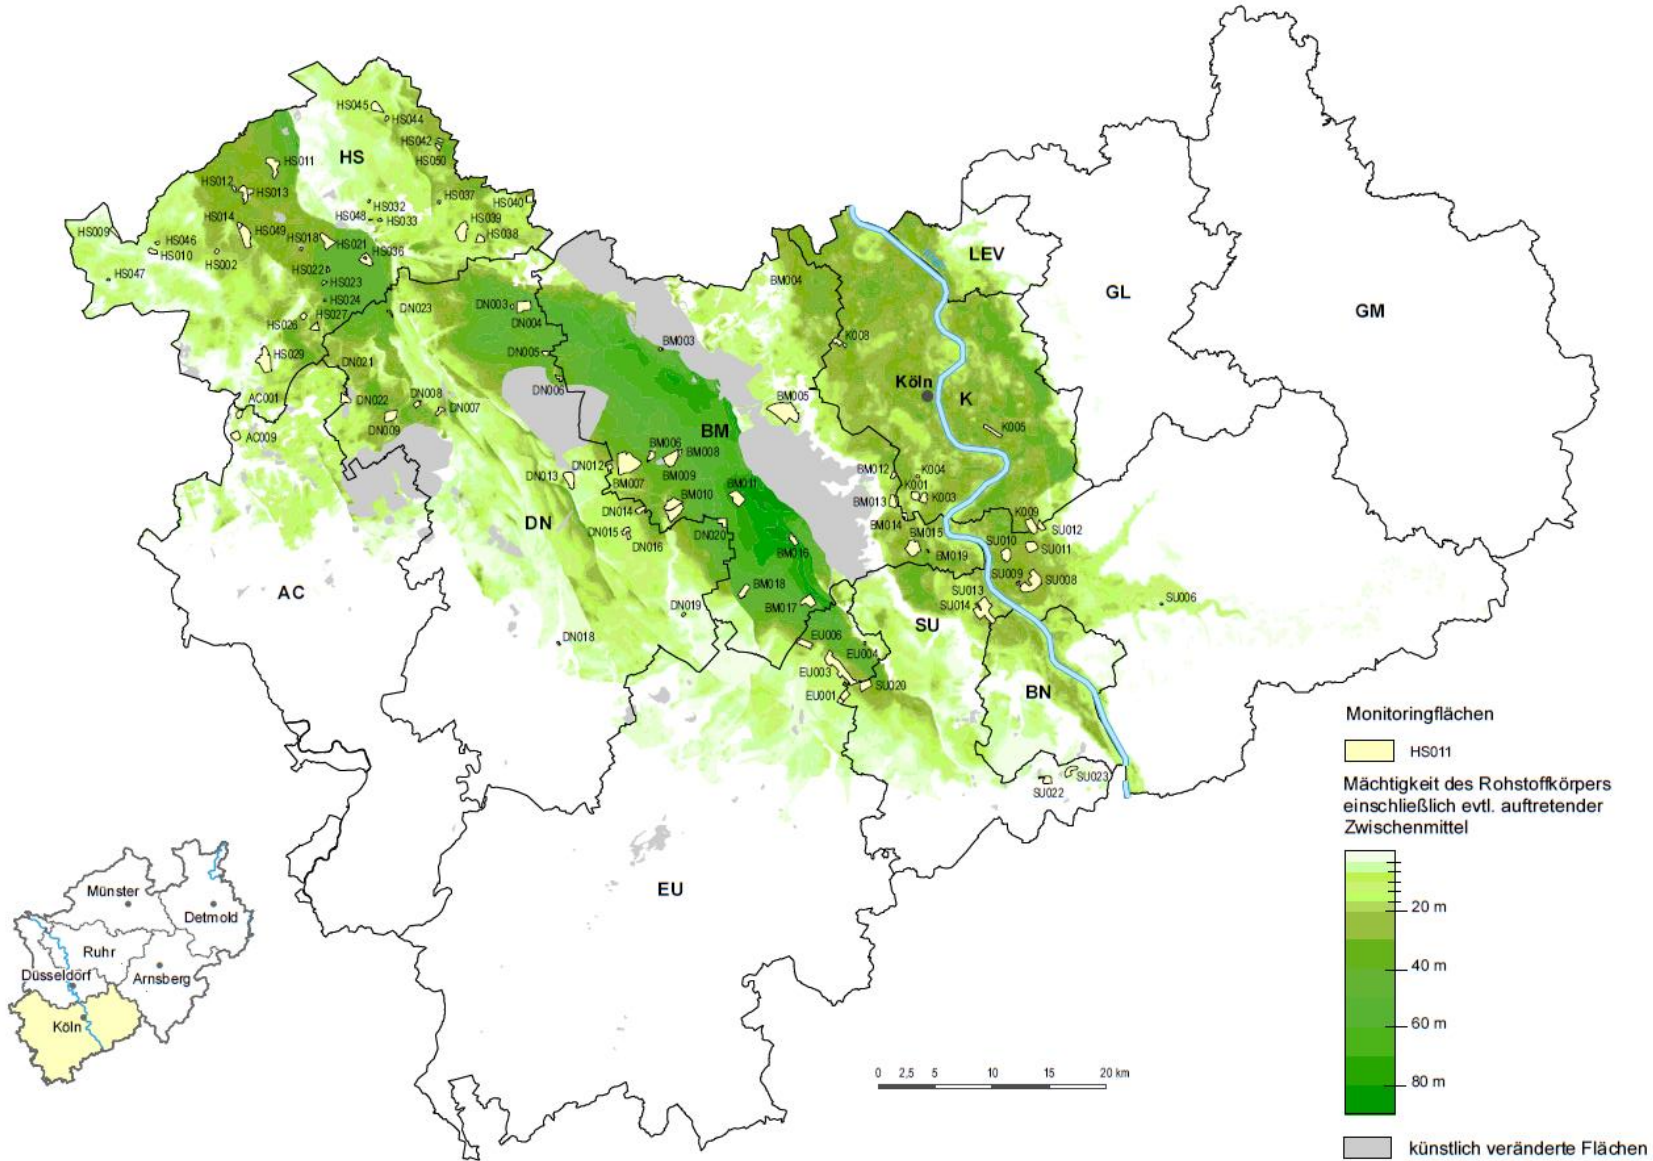 HS045
HS044
HS042
HS
HS050
HS011
HS012
HS013
HS037
HS040
HS032
HS014
HS048
HS033
HS039
HS009
HS049
HS018
HS038
HS046
HS021
HS010
HS002
HS036
HS047
HS022
HS023
HS024
HS027
HS026
HS029
DN023
DN003
DN004
DN005
DN006
DN021
DN022
DN008
DN007
DN009
AC001
AC009
BM004
BM003
K008
LEV
GL
GM
Köln
K
BM005
K005
BM
BM006
BM008
DN012
BM009
DN013
BM007
BM011
BM012
K004
K001
K003
BM010
BM013
DN014
BM014
K009
SU012
DN
DN015
DN020
BM015
SU010
SU011
DN016
BM016
BM019
SU009
SU008
AC
BM018
SU013
SU006
DN019
BM017
SU014
SU
DN018
EU006
EU004
EU003
SU020
EU001
BN
SU023
SU022
EU
Monitoringflächen
HS011
Mächtigkeit des Rohstoffkörpers
einschließlich evtl. auftretender
Zwischenmittel
20 m
40 m
60 m
80 m
künstlich veränderte Flächen
0 2,5 5 10 15 20 km
Münster
Detmold
Ruhr
Düsseldorf
Arnsberg
Köln